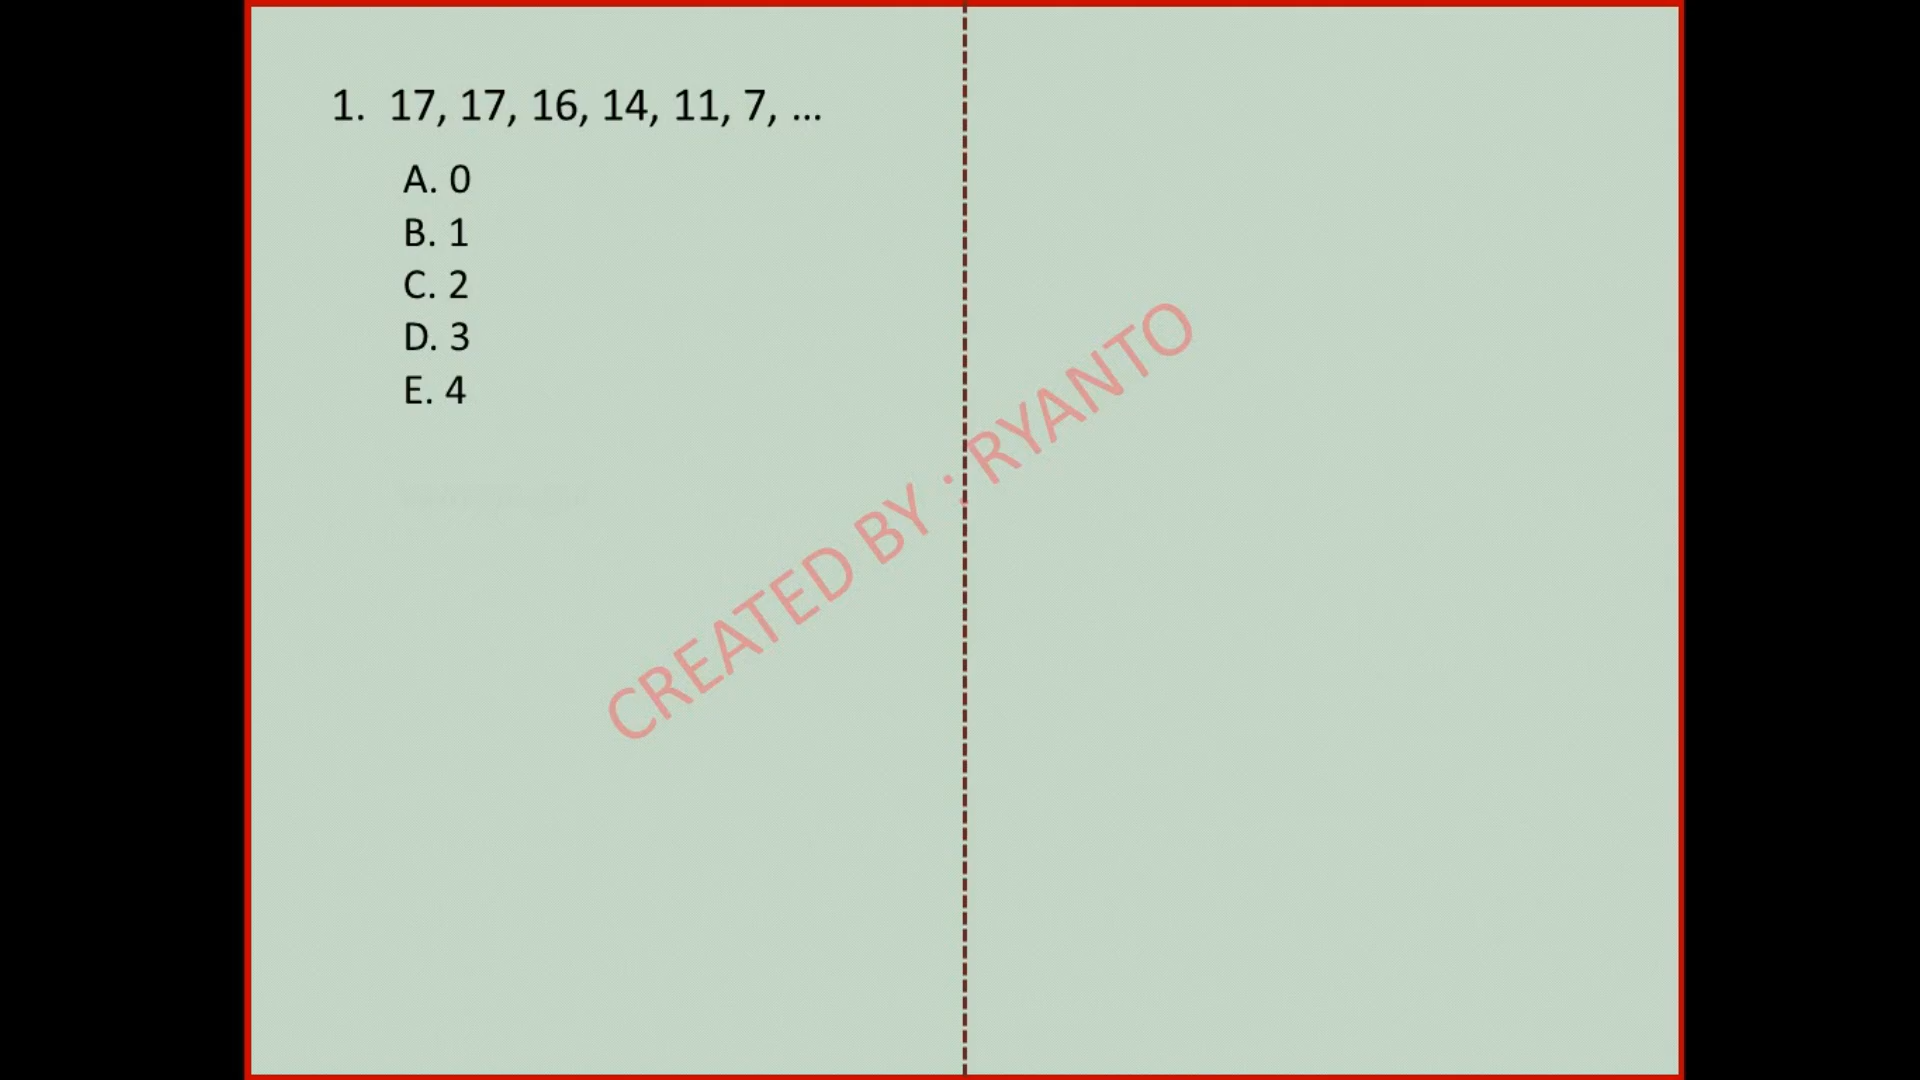 1. 17, 17, 16, 14, 11, 7, ...
A. 0
B. 1
C. 2
D. 3
E. 4
CREATED BY : RYANTO